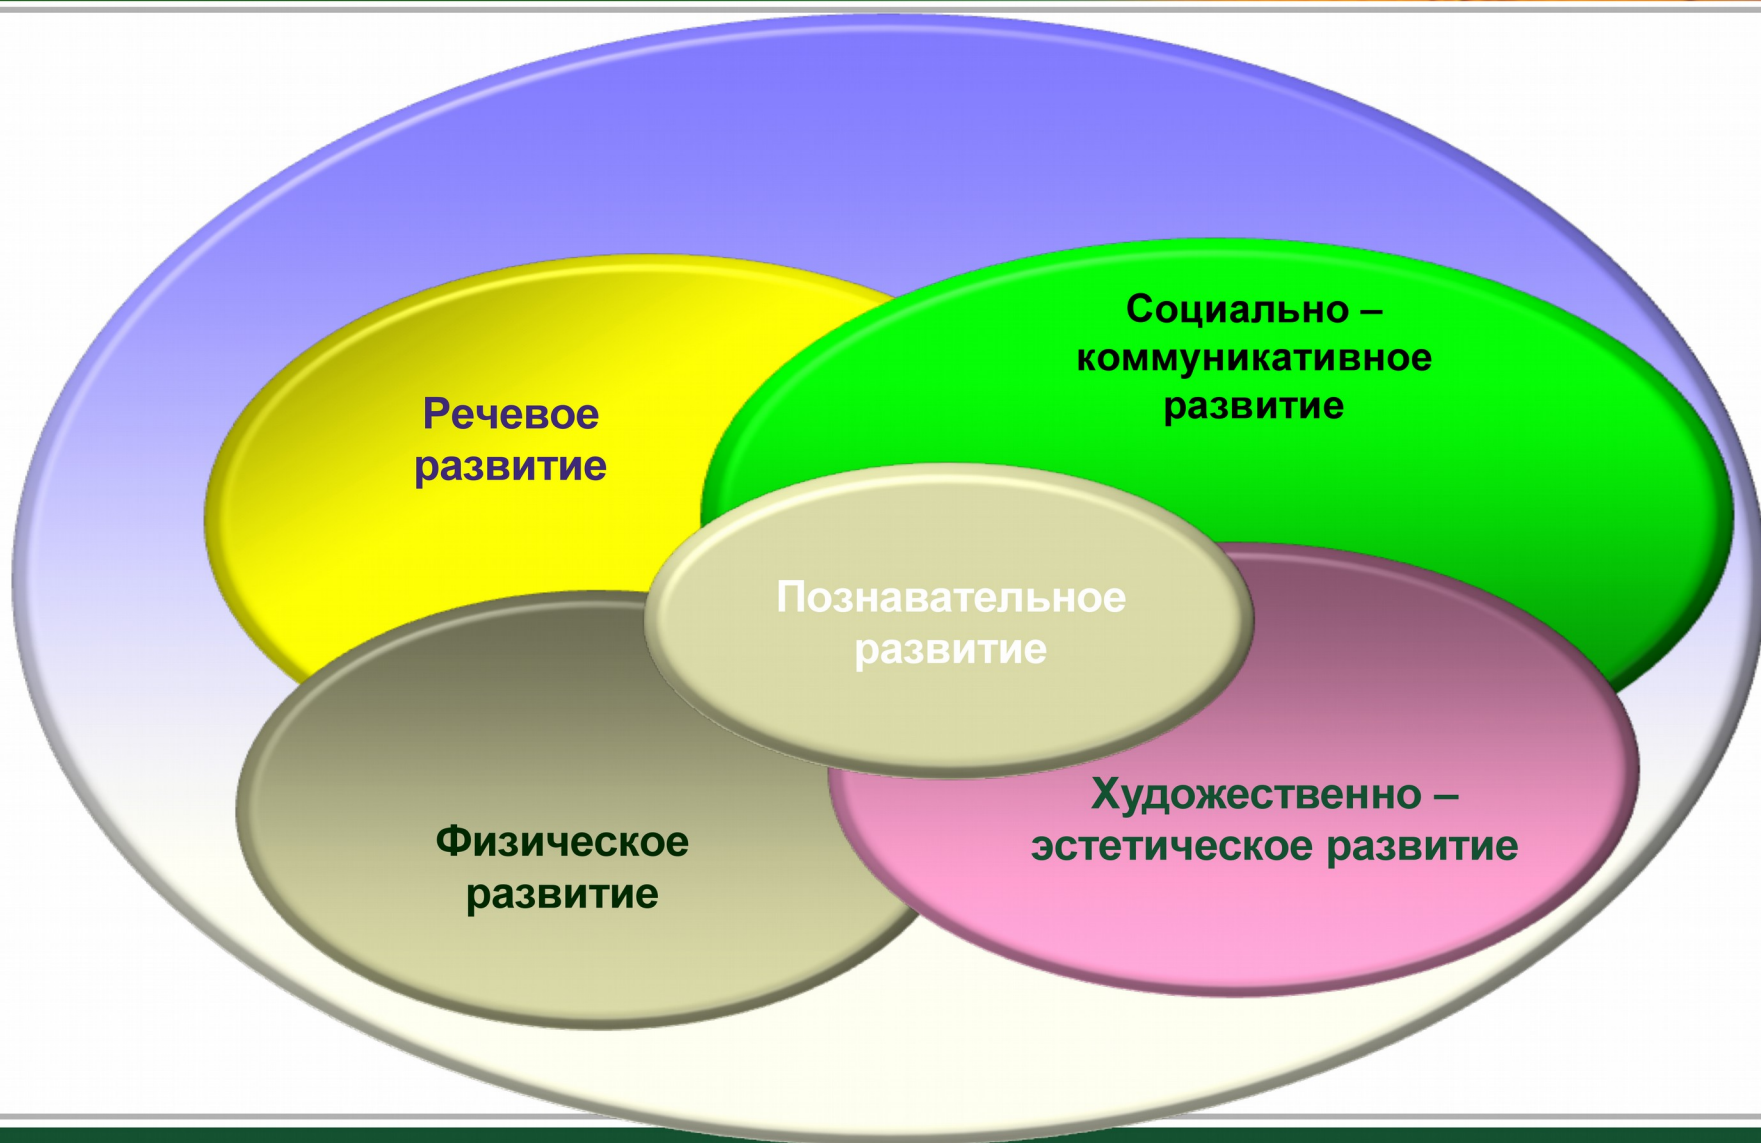 Социально –
коммуникативное
развитие
Речевое
развитие
Познавательное
развитие
Художественно –
эстетическое развитие
Физическое
развитие